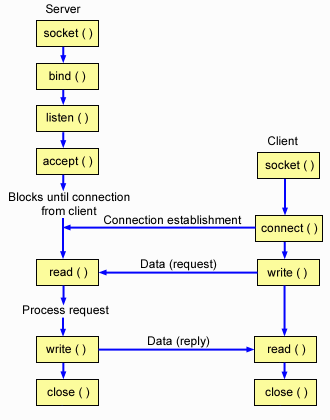 Server
socket ( )
bind ( )
listen ( )
accept ( )
Client
socket ( )
Blocks until connection
from client
Connection establishment
connect ( )
read ( )
Data (request)
write ( )
Process request
write ( )
Data (reply)
read ( )
close ( )
close ( )